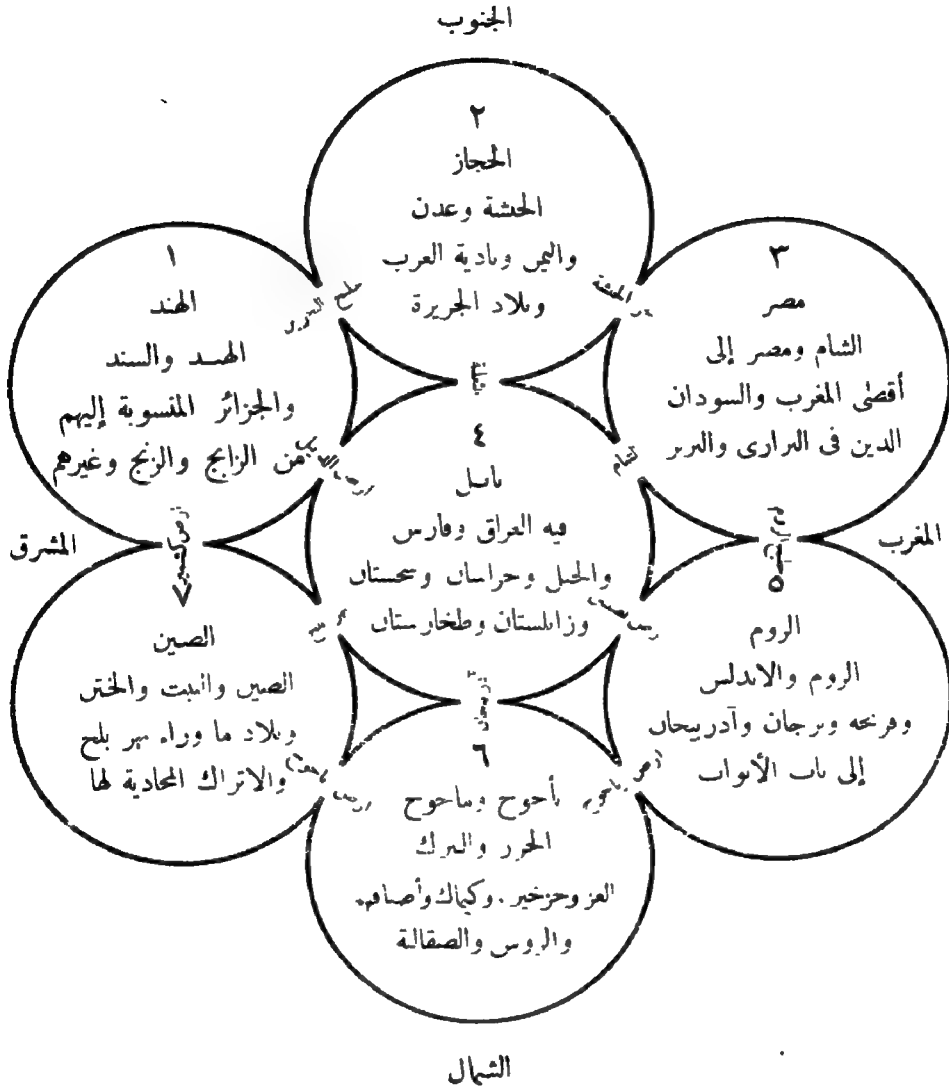 الجنوب
٢
الحجاز
الحبشة وعدن
واليمن وبادية العرب
وبلاد الجزيرة
١
الهند
الهند والسند
والجزائر المنسوبة إليهم
من الزابج والزنج وغيرهم
٣
مصر
الشام ومصر إلى
أقصى المغرب والسودان
الذين فى البرارى والبربر
٤
بابل
فيه العراق وفارس
والجبل وخراسان وسجستان
وزابلستان وطخارستان
المشرق
المغرب
٧
الصين
الصين والتبت والختن
وبلاد ما وراء نهر بلخ
والاتراك المحاذية لها
٥
الروم
الروم والاندلس
وفرنجه وبرجان وآذربيجان
إلى باب الأبواب
٦
يأجوج وماجوج
الخزر والترك
الغز وخرخيز وكيماك وأصنافهم
والروس والصقالبة
الشمال